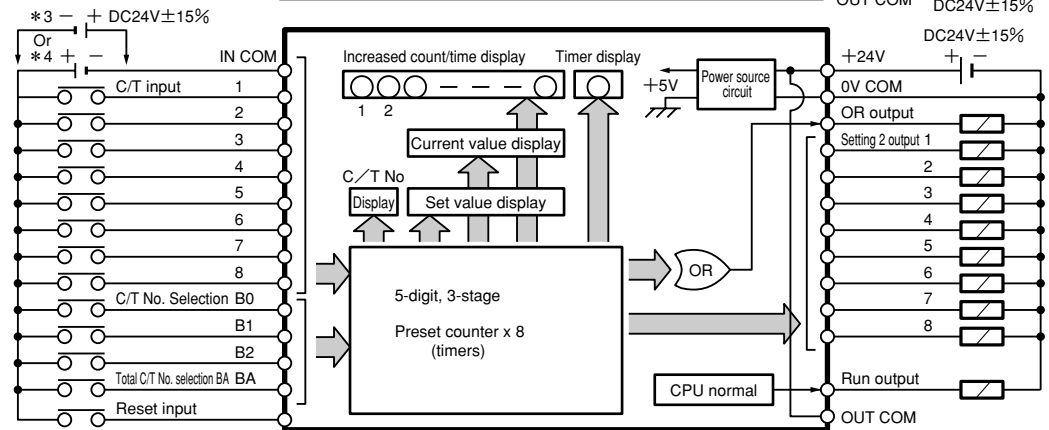 OUT COM DC24V±15%
*3 − + DC24V±15%
Or
*4 + −
IN COM
C/T input 1
2
3
4
5
6
7
8
C/T No. Selection B0
B1
B2
Total C/T No. selection BA BA
Reset input
Increased count/time display
1 2
Timer display
Current value display
C/T No
Display
Set value display
5-digit, 3-stage
Preset counter x 8
(timers)
+5V
Power source
circuit
OR
CPU normal
DC24V±15%
+24V + −
0V COM
OR output
Setting 2 output 1
2
3
4
5
6
7
8
Run output
OUT COM